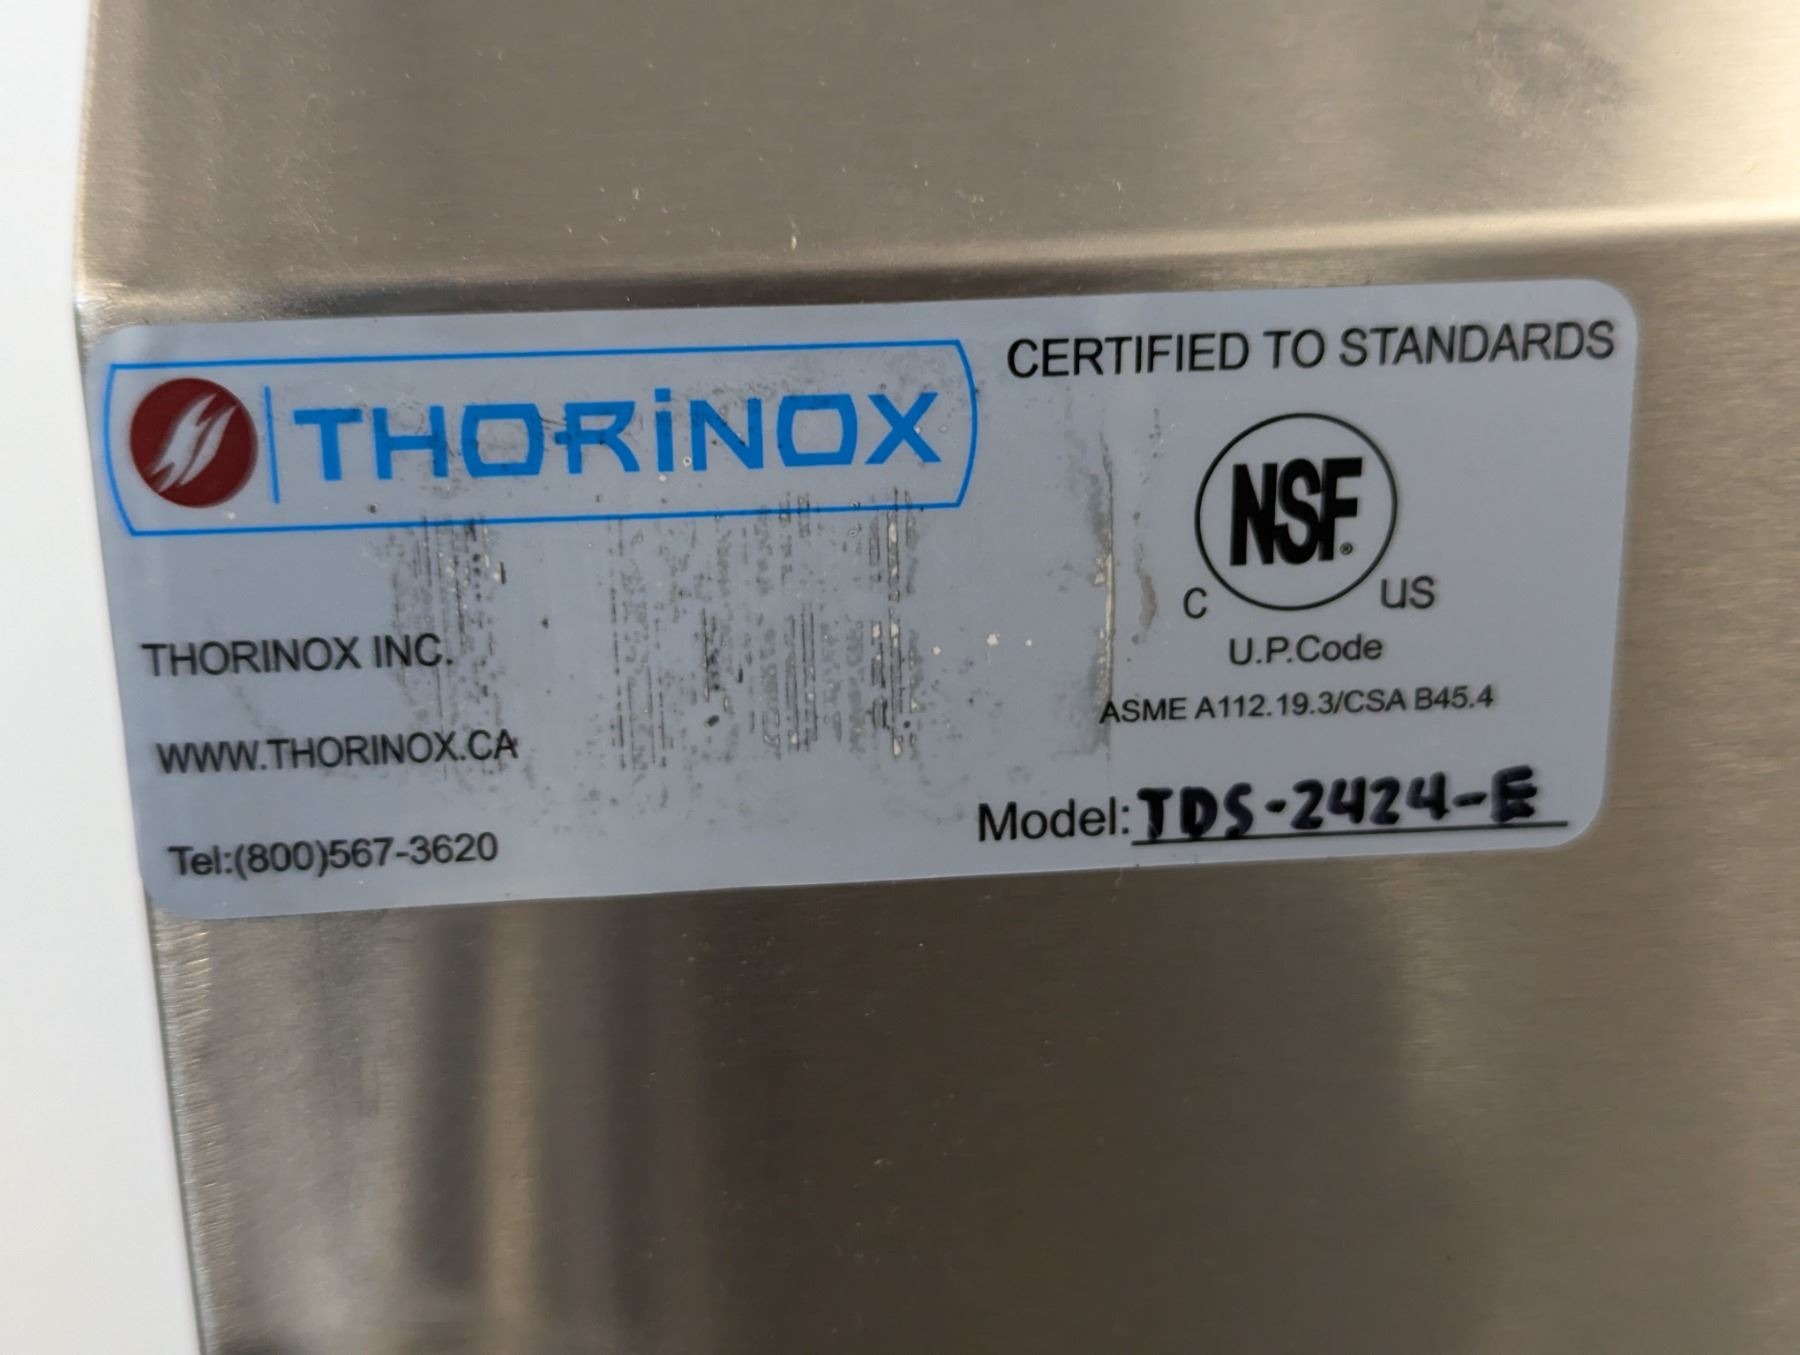 THORiNOX
CERTIFIED TO STANDARDS
NSF®
C US
U.P.Code
ASME A112.19.3/CSA B45.4
THORINOX INC.
WWW.THORINOX.CA
Tel:(800)567-3620
Model: TDS-2424-E